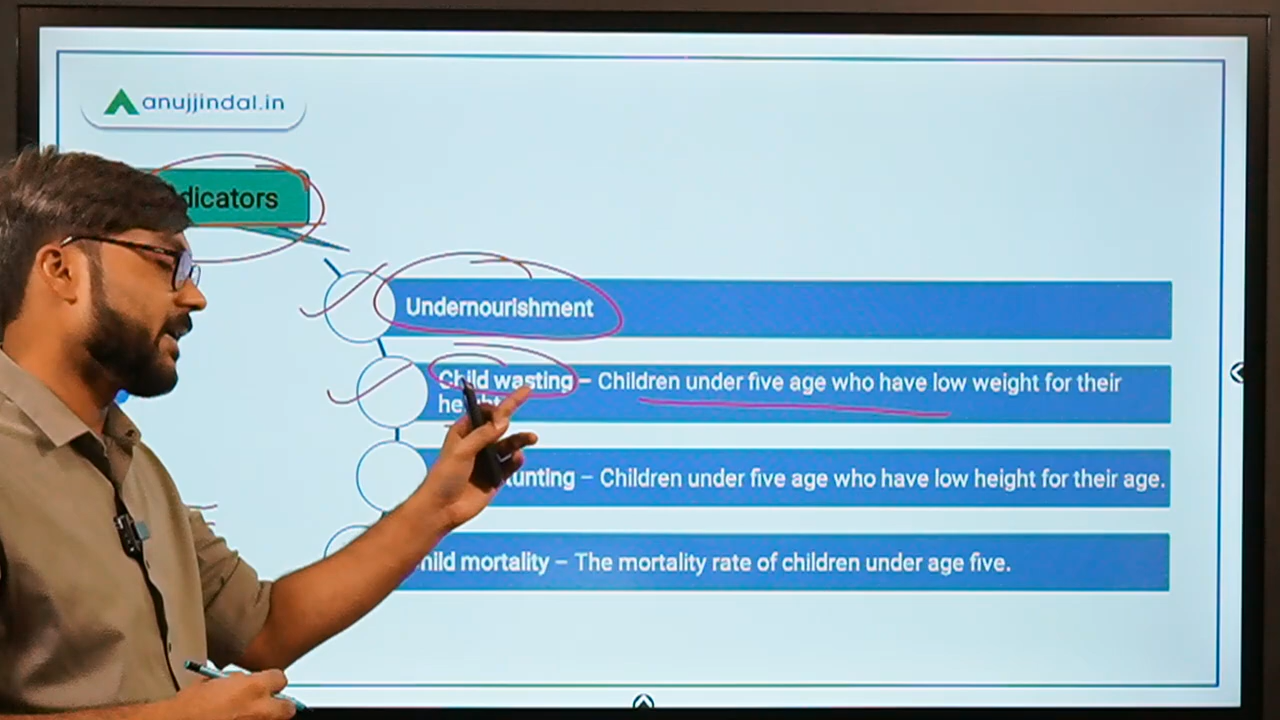 anujjindal.in
dicators
Undernourishment
Child wasting – Children under five age who have low weight for their
height
unting – Children under five age who have low height for their age.
hild mortality – The mortality rate of children under age five.